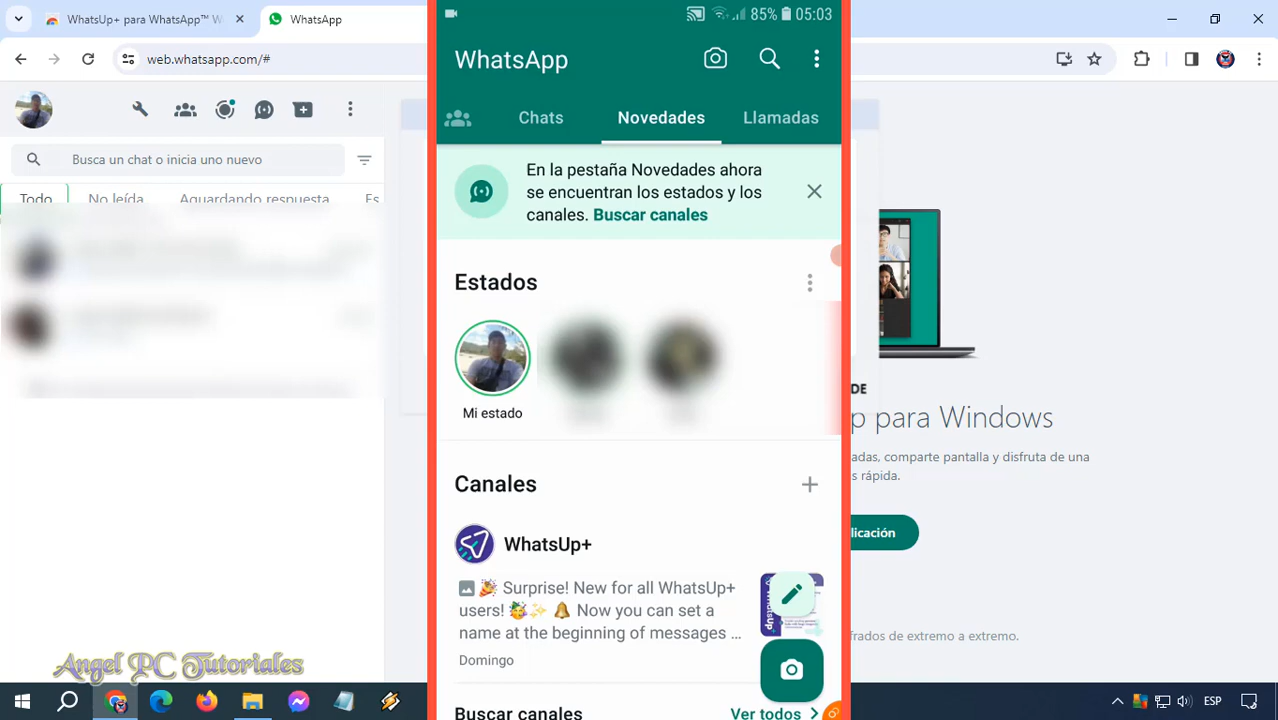 WhatsUp+ for WhatsApp™ W
(2) WhatsApp
web.whatsapp.com/#
Busca un chat o inicia uno nuevo
Todo No leída Aguardando respuesta Es
85% 05:03
WhatsApp
Chats Novedades Llamadas
En la pestaña Novedades ahora
se encuentran los estados y los
canales. Buscar canales
Estados
Mi estado
Canales
WhatsUp+
🎉 Surprise! New for all WhatsUp+
users! 🥳✨ 🔔 Now you can set a
name at the beginning of messages ...
Domingo
Buscar canales Ver todos
DE
p para Windows
adas, comparte pantalla y disfruta de una
s rápida.
licación
frados de extremo a extremo.
Angel PC Tutoriales
ESP